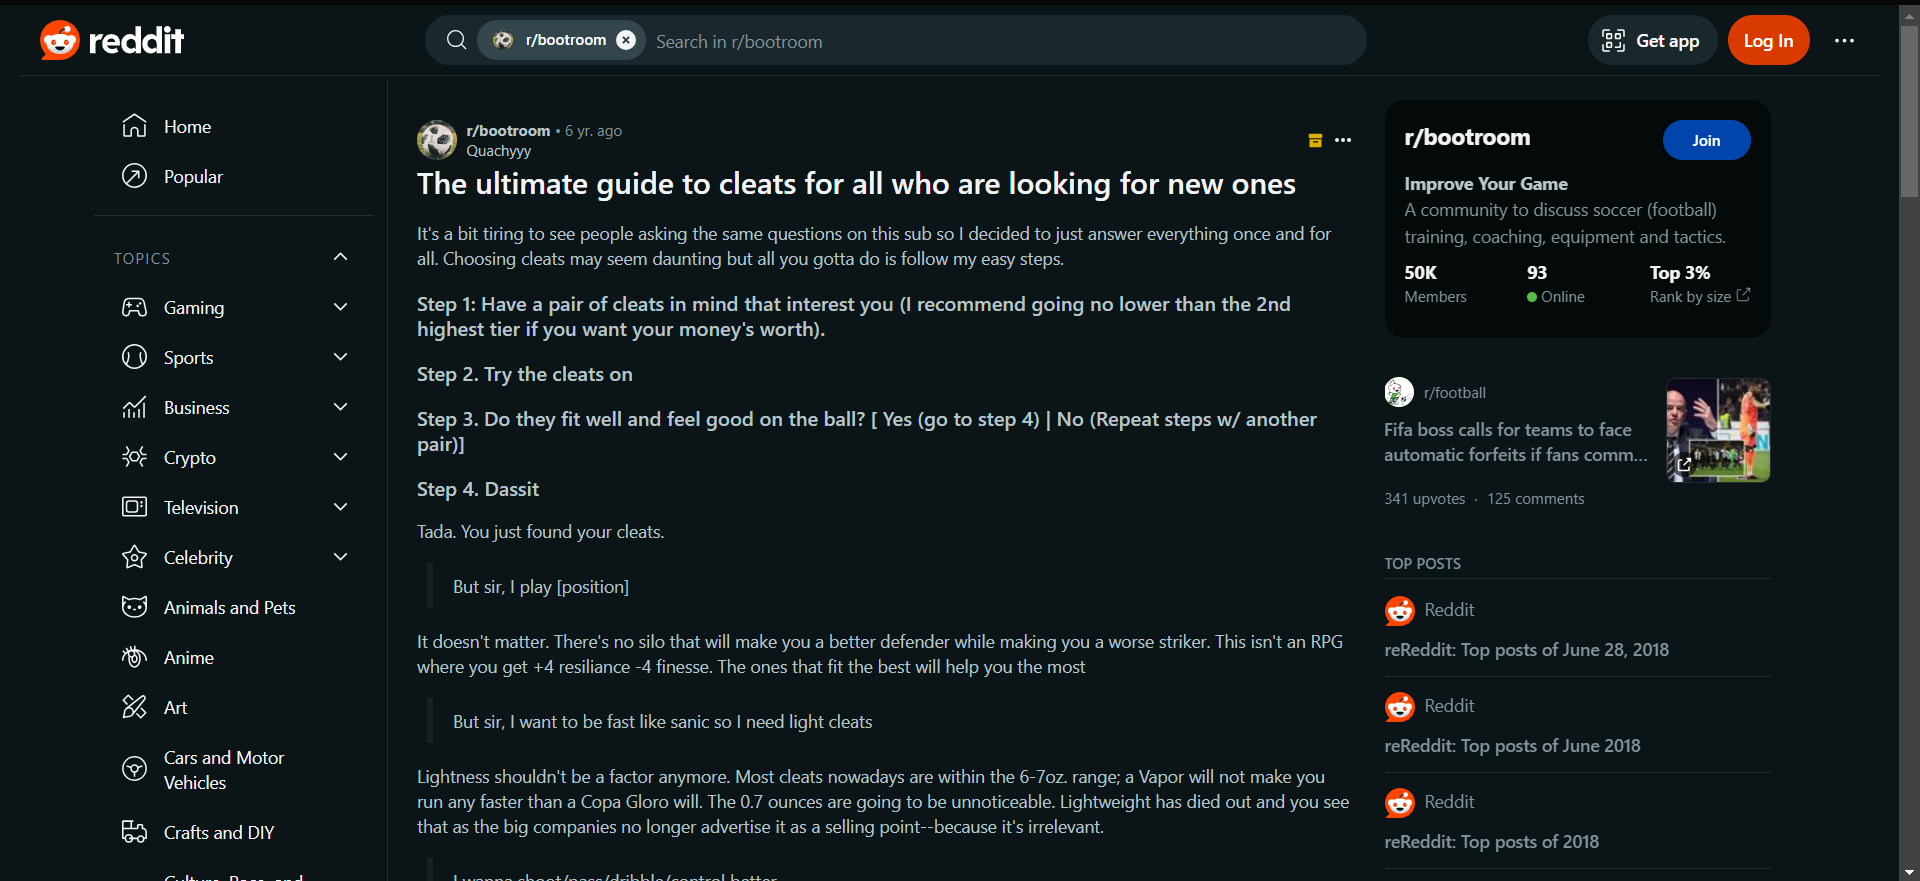 reddit
r/bootroom
Search in r/bootroom
Get app
Log In
Home
Popular
TOPICS
Gaming
Sports
Business
Crypto
Television
Celebrity
Animals and Pets
Anime
Art
Cars and Motor
Vehicles
Crafts and DIY
r/bootroom • 6 yr. ago
Quachyyy
The ultimate guide to cleats for all who are looking for new ones
It's a bit tiring to see people asking the same questions on this sub so I decided to just answer everything once and for
all. Choosing cleats may seem daunting but all you gotta do is follow my easy steps.
Step 1: Have a pair of cleats in mind that interest you (I recommend going no lower than the 2nd
highest tier if you want your money's worth).
Step 2. Try the cleats on
Step 3. Do they fit well and feel good on the ball? [ Yes (go to step 4) | No (Repeat steps w/ another
pair)]
Step 4. Dassit
Tada. You just found your cleats.
But sir, I play [position]
It doesn't matter. There's no silo that will make you a better defender while making you a worse striker. This isn't an RPG
where you get +4 resiliance -4 finesse. The ones that fit the best will help you the most
But sir, I want to be fast like sanic so I need light cleats
Lightness shouldn't be a factor anymore. Most cleats nowadays are within the 6-7oz. range; a Vapor will not make you
run any faster than a Copa Gloro will. The 0.7 ounces are going to be unnoticeable. Lightweight has died out and you see
that as the big companies no longer advertise it as a selling point--because it's irrelevant.
I wanna shoot/pass/dribble/control better
r/bootroom
Join
Improve Your Game
A community to discuss soccer (football)
training, coaching, equipment and tactics.
50K 93 Top 3%
Members Online Rank by size
r/football
Fifa boss calls for teams to face
automatic forfeits if fans comm...
341 upvotes · 125 comments
TOP POSTS
Reddit
reReddit: Top posts of June 28, 2018
Reddit
reReddit: Top posts of June 2018
Reddit
reReddit: Top posts of 2018